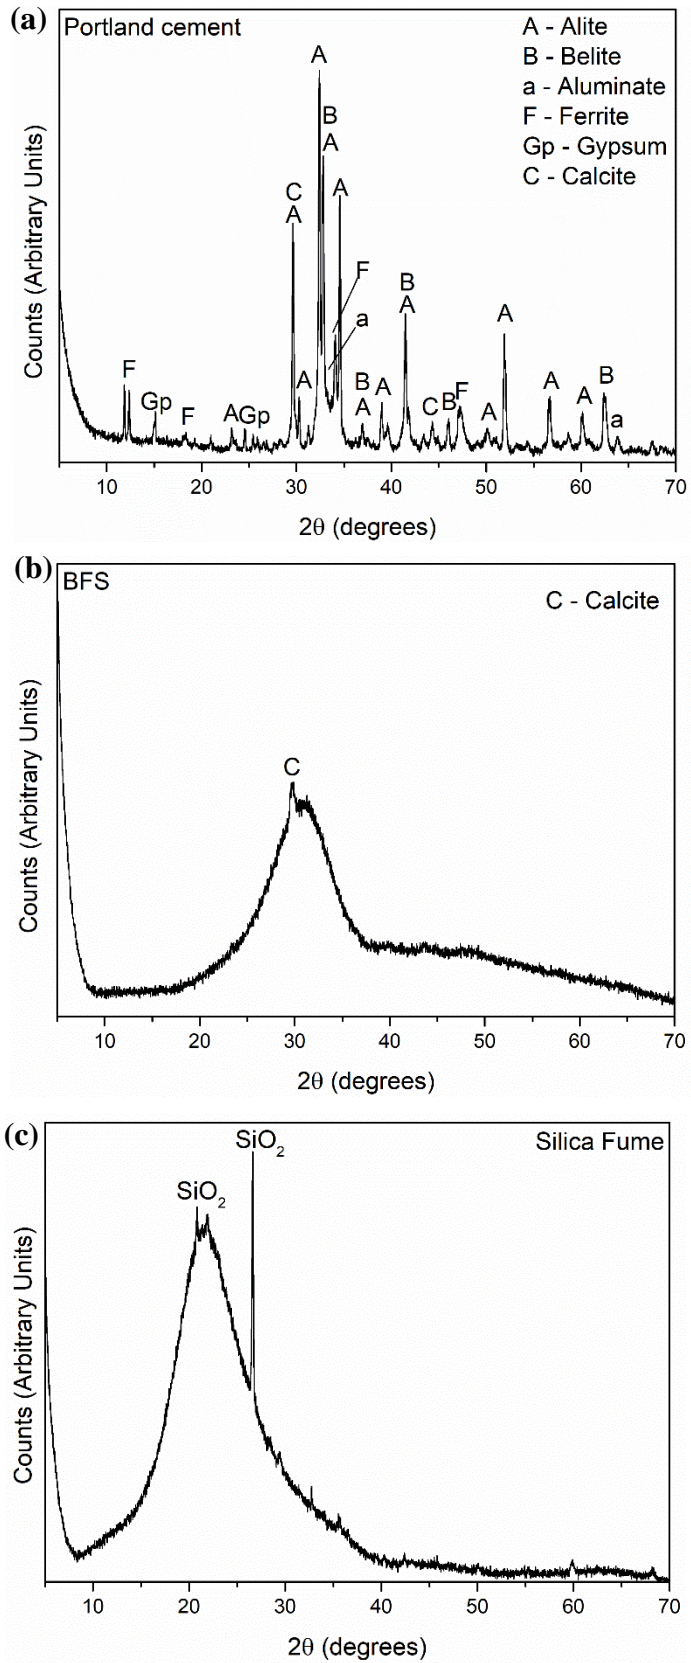 (a)
Portland cement
A - Alite
B - Belite
a - Aluminate
F - Ferrite
Gp - Gypsum
C - Calcite
A
B
A
C
A
A
F
a
B
A
A
F
Gp
F
A
Gp
A
B
A
A
C
B
F
A
A
A
B
a
Counts (Arbitrary Units)
10 20 30 40 50 60 70
2θ (degrees)
(b)
BFS
C - Calcite
C
Counts (Arbitrary Units)
10 20 30 40 50 60 70
2θ (degrees)
(c)
Silica Fume
SiO₂
SiO₂
Counts (Arbitrary Units)
10 20 30 40 50 60 70
2θ (degrees)